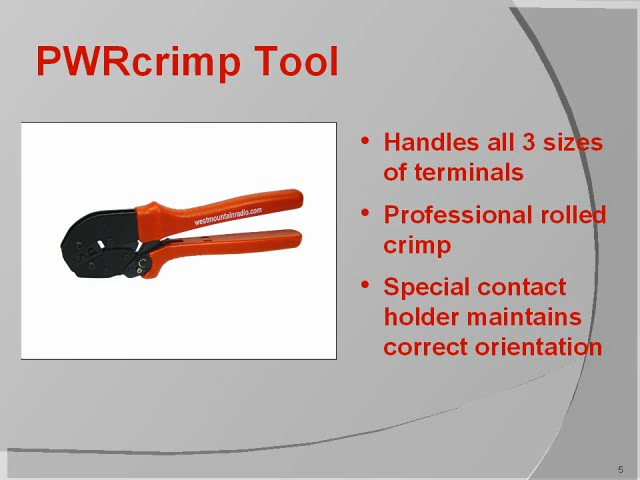 PWRcrimp Tool
westmountainradio.com
• Handles all 3 sizes
of terminals
• Professional rolled
crimp
• Special contact
holder maintains
correct orientation
5